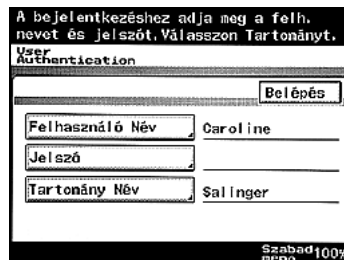 A bejelentkezéshez adja meg a felh.
nevet és jelszót.Válasszon Tartományt.
User
Authentication
Belépés
Felhasználó Név
Caroline
Jelszó
Tartomány Név
Salinger
Szabad 100%
memo